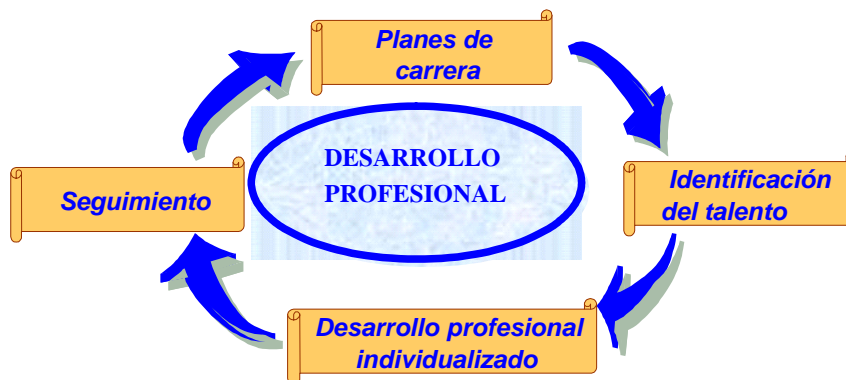 Planes de
carrera
DESARROLLO
PROFESIONAL
Identificación
del talento
Seguimiento
Desarrollo profesional
individualizado